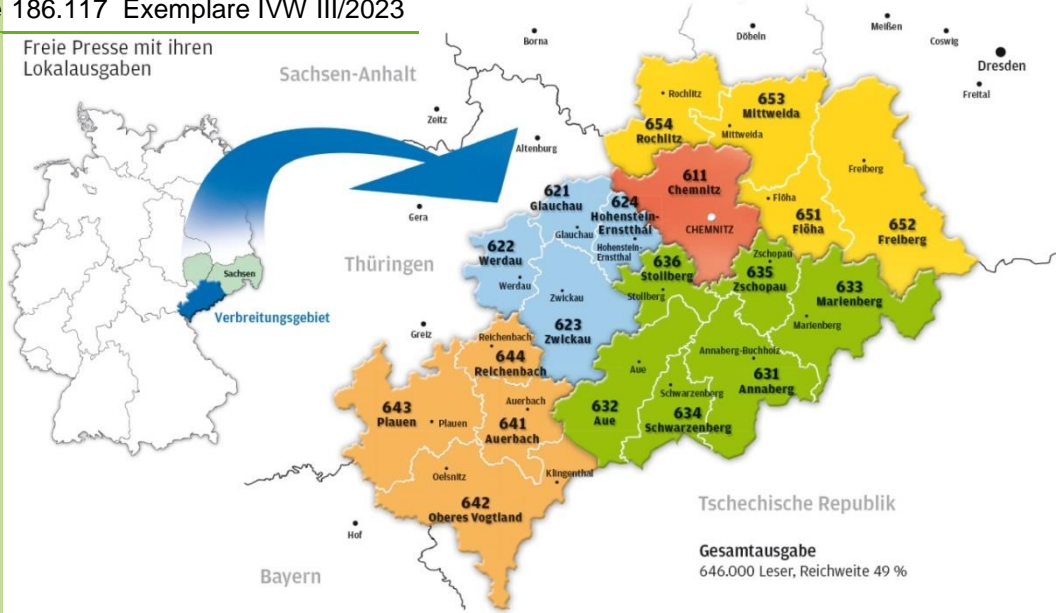 186.117 Exemplare IVW III/2023
Freie Presse mit ihren
Lokalausgaben
Sachsen-Anhalt
Borna
Döbeln
Meißen
Coswig
Dresden
Freital
Zeitz
Altenburg
Gera
Thüringen
Greiz
Sachsen
Verbreitungsgebiet
Rochlitz
654
Rochlitz
653
Mittweida
Mittweida
611
Chemnitz
CHEMNITZ
Freiberg
652
Freiberg
Flöha
651
Flöha
621
Glauchau
Glauchau
624
Hohenstein-
Ernstthal
Hohenstein-
Ernstthal
622
Werdau
Werdau
Zwickau
623
Zwickau
636
Stollberg
Stollberg
Zschopau
635
Zschopau
633
Marienberg
Marienberg
Annaberg-Buchholz
631
Annaberg
Aue
632
Aue
Schwarzenberg
634
Schwarzenberg
Reichenbach
644
Reichenbach
643
Plauen
Plauen
Auerbach
641
Auerbach
Oelsnitz
Klingenthal
642
Oberes Vogtland
Hof
Bayern
Tschechische Republik
Gesamtausgabe
646.000 Leser, Reichweite 49 %